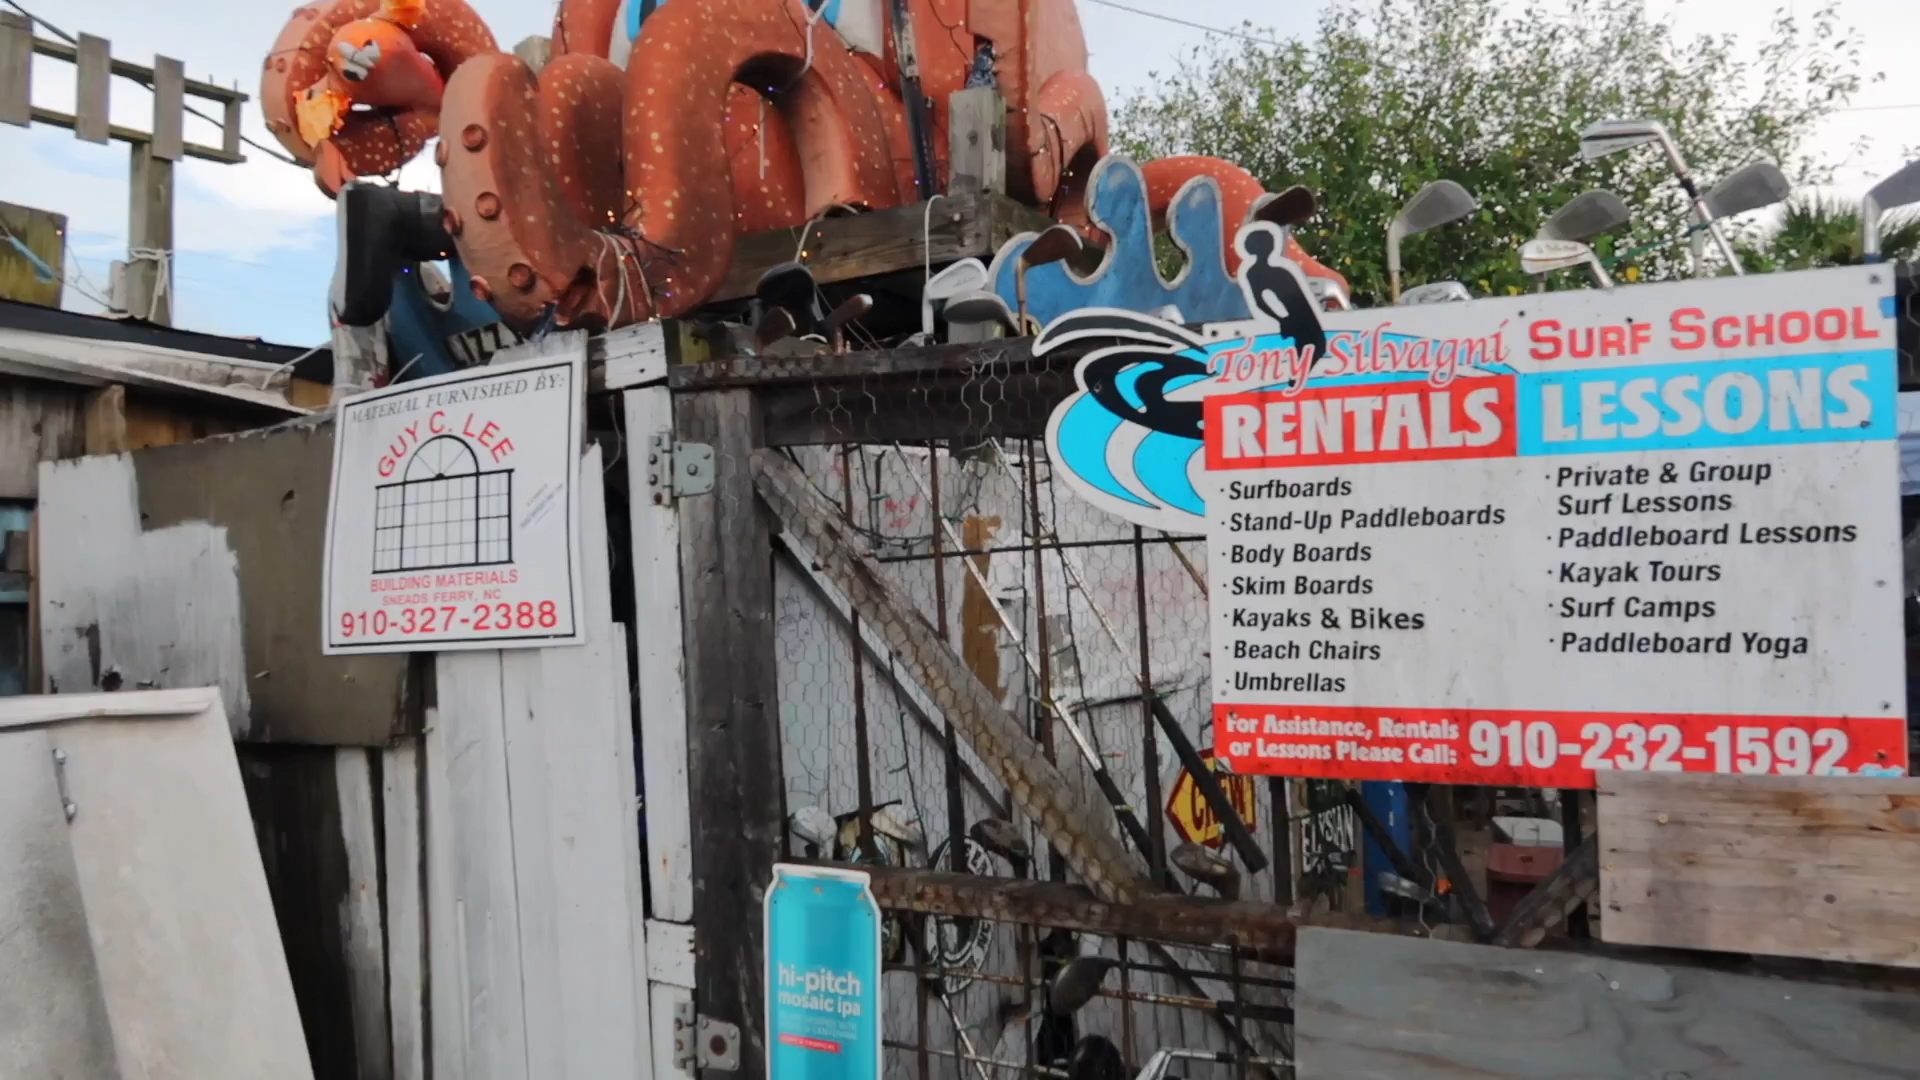 MATERIAL FURNISHED BY:
GUY C. LEE
BUILDING MATERIALS
SNEADS FERRY, NC
910-327-2388
Tony Silvagni SURF SCHOOL
RENTALS
· Surfboards
· Stand-Up Paddleboards
· Body Boards
· Skim Boards
· Kayaks & Bikes
· Beach Chairs
· Umbrellas
LESSONS
· Private & Group
Surf Lessons
· Paddleboard Lessons
· Kayak Tours
· Surf Camps
· Paddleboard Yoga
For Assistance, Rentals
or Lessons Please Call:
910-232-1592
CREW
ELYSIAN
hi-pitch
mosaic ipa